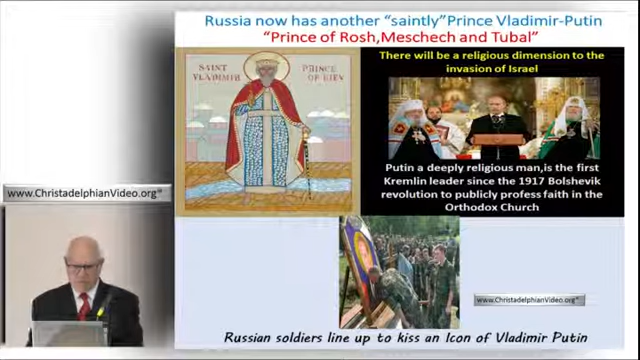 Russia now has another “saintly”Prince Vladimir-Putin
“Prince of Rosh,Meschech and Tubal”
SAINT PRINCE
VLADIMIR OF KIEV
There will be a religious dimension to the
invasion of Israel
Putin a deeply religious man,is the first
Kremlin leader since the 1917 Bolshevik
revolution to publicly profess faith in the
Orthodox Church
www.ChristadelphianVideo.org"
www.ChristadelphianVideo.org"
Russian soldiers line up to kiss an Icon of Vladimir Putin